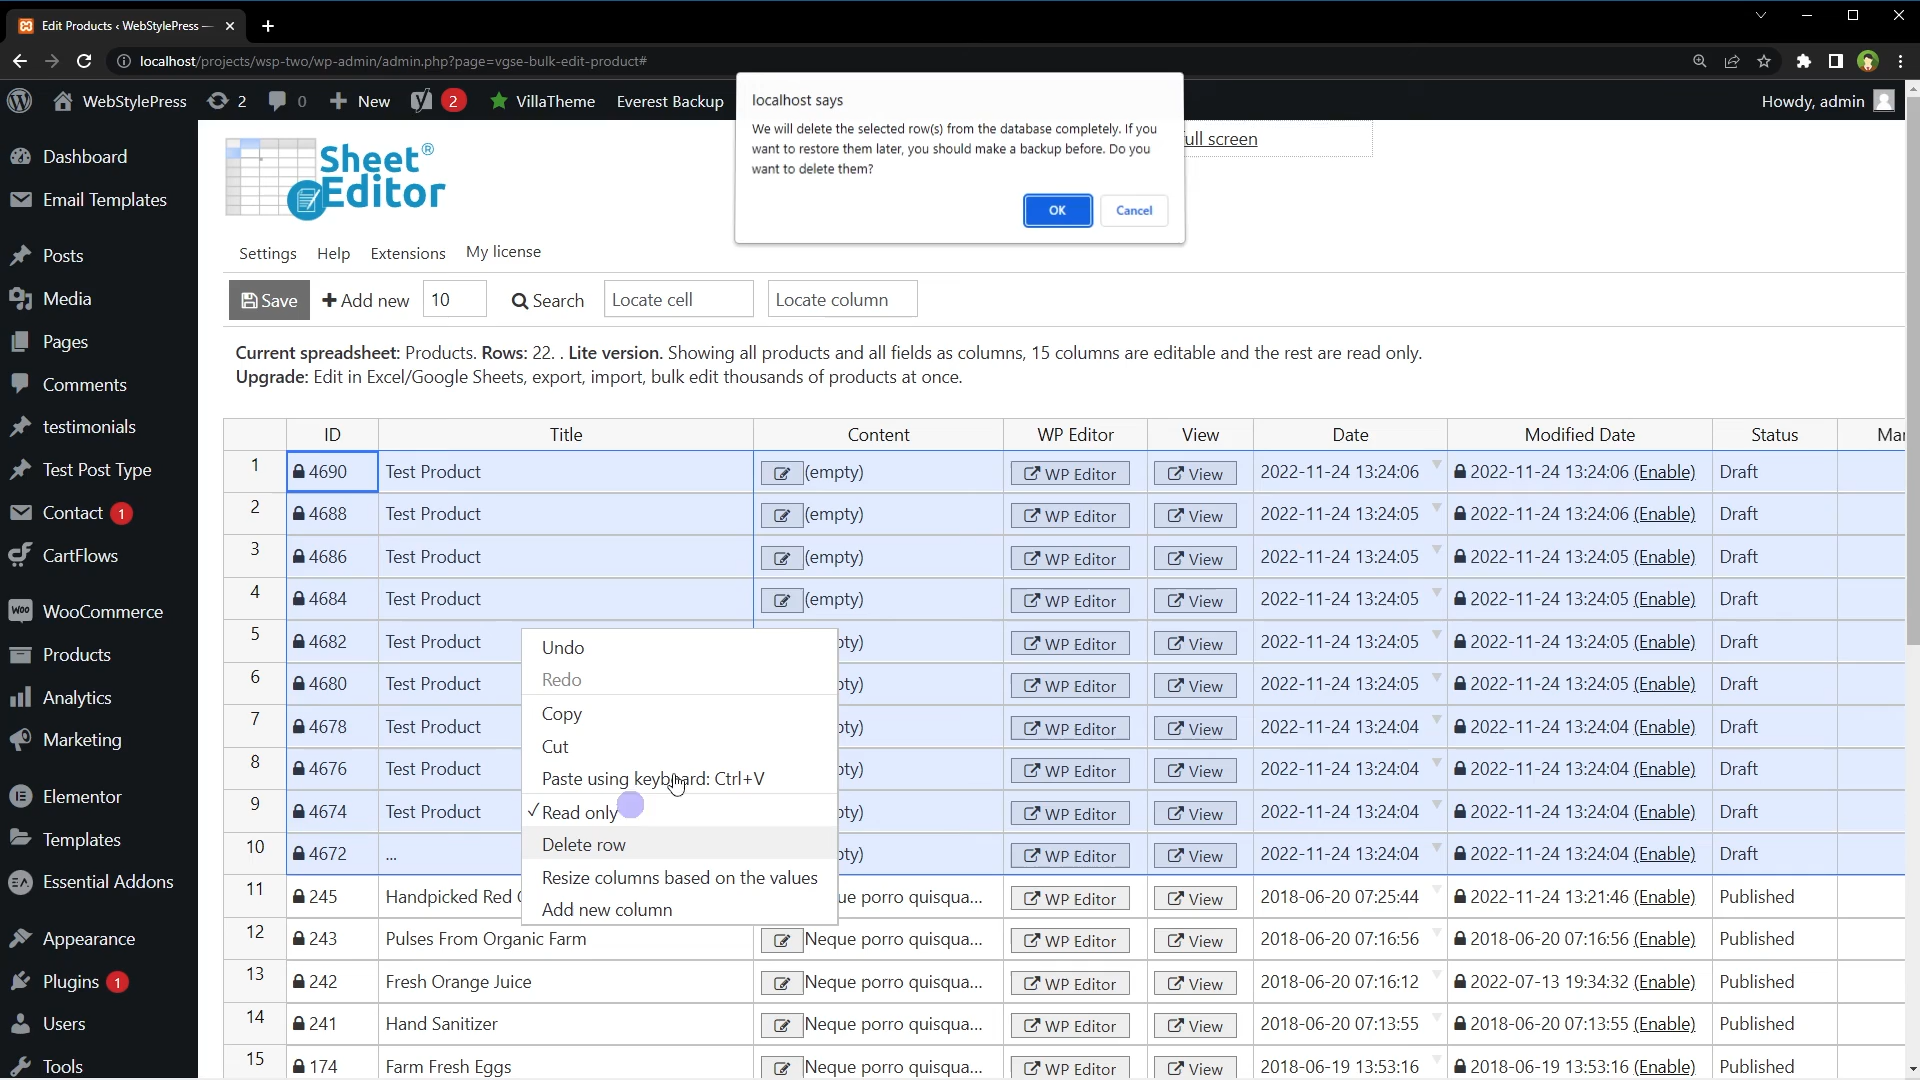 Edit Products ‹ WebStylePress —
localhost/projects/wsp-two/wp-admin/admin.php?page=vgse-bulk-edit-product#
WebStylePress 2 0 New 2 VillaTheme Everest Backup Howdy, admin
localhost says
We will delete the selected row(s) from the database completely. If you
want to restore them later, you should make a backup before. Do you
want to delete them?
OK Cancel
ull screen
Dashboard
Email Templates
Posts
Media
Pages
Comments
testimonials
Test Post Type
Contact 1
CartFlows
WooCommerce
Products
Analytics
Marketing
Elementor
Templates
Essential Addons
Appearance
Plugins 1
Users
Tools
Sheet®
Editor
Settings Help Extensions My license
Save Add new 10 Search Locate cell Locate column
Current spreadsheet: Products. Rows: 22. . Lite version. Showing all products and all fields as columns, 15 columns are editable and the rest are read only.
Upgrade: Edit in Excel/Google Sheets, export, import, bulk edit thousands of products at once.
ID Title Content WP Editor View Date Modified Date Status Mar
1 4690 Test Product (empty) WP Editor View 2022-11-24 13:24:06 2022-11-24 13:24:06 (Enable) Draft
2 4688 Test Product (empty) WP Editor View 2022-11-24 13:24:05 2022-11-24 13:24:06 (Enable) Draft
3 4686 Test Product (empty) WP Editor View 2022-11-24 13:24:05 2022-11-24 13:24:05 (Enable) Draft
4 4684 Test Product (empty) WP Editor View 2022-11-24 13:24:05 2022-11-24 13:24:05 (Enable) Draft
5 4682 Test Product pty) WP Editor View 2022-11-24 13:24:05 2022-11-24 13:24:05 (Enable) Draft
6 4680 Test Product pty) WP Editor View 2022-11-24 13:24:05 2022-11-24 13:24:05 (Enable) Draft
7 4678 Test Product pty) WP Editor View 2022-11-24 13:24:04 2022-11-24 13:24:04 (Enable) Draft
8 4676 Test Product pty) WP Editor View 2022-11-24 13:24:04 2022-11-24 13:24:04 (Enable) Draft
9 4674 Test Product pty) WP Editor View 2022-11-24 13:24:04 2022-11-24 13:24:04 (Enable) Draft
10 4672 ... pty) WP Editor View 2022-11-24 13:24:04 2022-11-24 13:24:04 (Enable) Draft
11 245 Handpicked Red ue porro quisqua... WP Editor View 2018-06-20 07:25:44 2022-11-24 13:21:46 (Enable) Published
12 243 Pulses From Organic Farm Neque porro quisqua... WP Editor View 2018-06-20 07:16:56 2018-06-20 07:16:56 (Enable) Published
13 242 Fresh Orange Juice Neque porro quisqua... WP Editor View 2018-06-20 07:16:12 2022-07-13 19:34:32 (Enable) Published
14 241 Hand Sanitizer Neque porro quisqua... WP Editor View 2018-06-20 07:13:55 2018-06-20 07:13:55 (Enable) Published
15 174 Farm Fresh Eggs Neque porro quisqua... WP Editor View 2018-06-19 13:53:16 2018-06-19 13:53:16 (Enable) Published
Undo
Redo
Copy
Cut
Paste using keyboard: Ctrl+V
✓ Read only
Delete row
Resize columns based on the values
Add new column